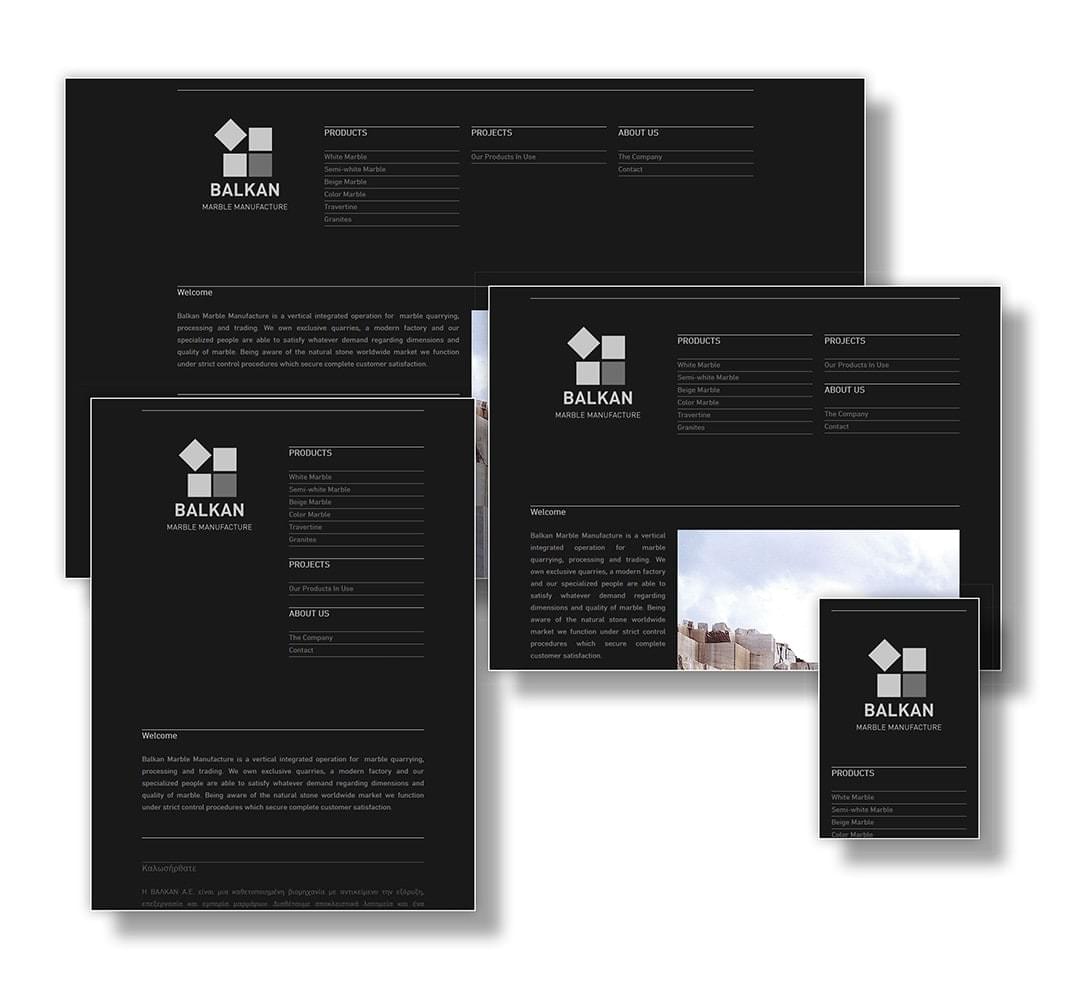 BALKAN
MARBLE MANUFACTURE
PRODUCTS
White Marble
Semi-white Marble
Beige Marble
Color Marble
Travertine
Granites
PROJECTS
Our Products In Use
ABOUT US
The Company
Contact
Welcome
Balkan Marble Manufacture is a vertical integrated operation for marble quarrying,
processing and trading. We own exclusive quarries, a modern factory and our
specialized people are able to satisfy whatever demand regarding dimensions and
quality of marble. Being aware of the natural stone worldwide market we function
under strict control procedures which secure complete customer satisfaction.
BALKAN
MARBLE MANUFACTURE
PRODUCTS
White Marble
Semi-white Marble
Beige Marble
Color Marble
Travertine
Granites
PROJECTS
Our Products In Use
ABOUT US
The Company
Contact
Welcome
Balkan Marble Manufacture is a vertical
integrated operation for marble
quarrying, processing and trading. We
own exclusive quarries, a modern factory
and our specialized people are able to
satisfy whatever demand regarding
dimensions and quality of marble. Being
aware of the natural stone worldwide
market we function under strict control
procedures which secure complete
customer satisfaction.
BALKAN
MARBLE MANUFACTURE
PRODUCTS
White Marble
Semi-white Marble
Beige Marble
Color Marble
Travertine
Granites
PROJECTS
Our Products In Use
ABOUT US
The Company
Contact
Welcome
Balkan Marble Manufacture is a vertical integrated operation for marble quarrying,
processing and trading. We own exclusive quarries, a modern factory and our
specialized people are able to satisfy whatever demand regarding dimensions and
quality of marble. Being aware of the natural stone worldwide market we function
under strict control procedures which secure complete customer satisfaction.
Καλωσήρθατε
Η ΒΑΛΚΑΝ Α.Ε. είναι μια καθετοποιημένη βιομηχανία με αντικείμενο την εξόρυξη,
επεξεργασία και εμπορία μαρμάρων. Διαθέτουμε αποκλειστικά λατομεία και ένα
BALKAN
MARBLE MANUFACTURE
PRODUCTS
White Marble
Semi-white Marble
Beige Marble
Color Marble